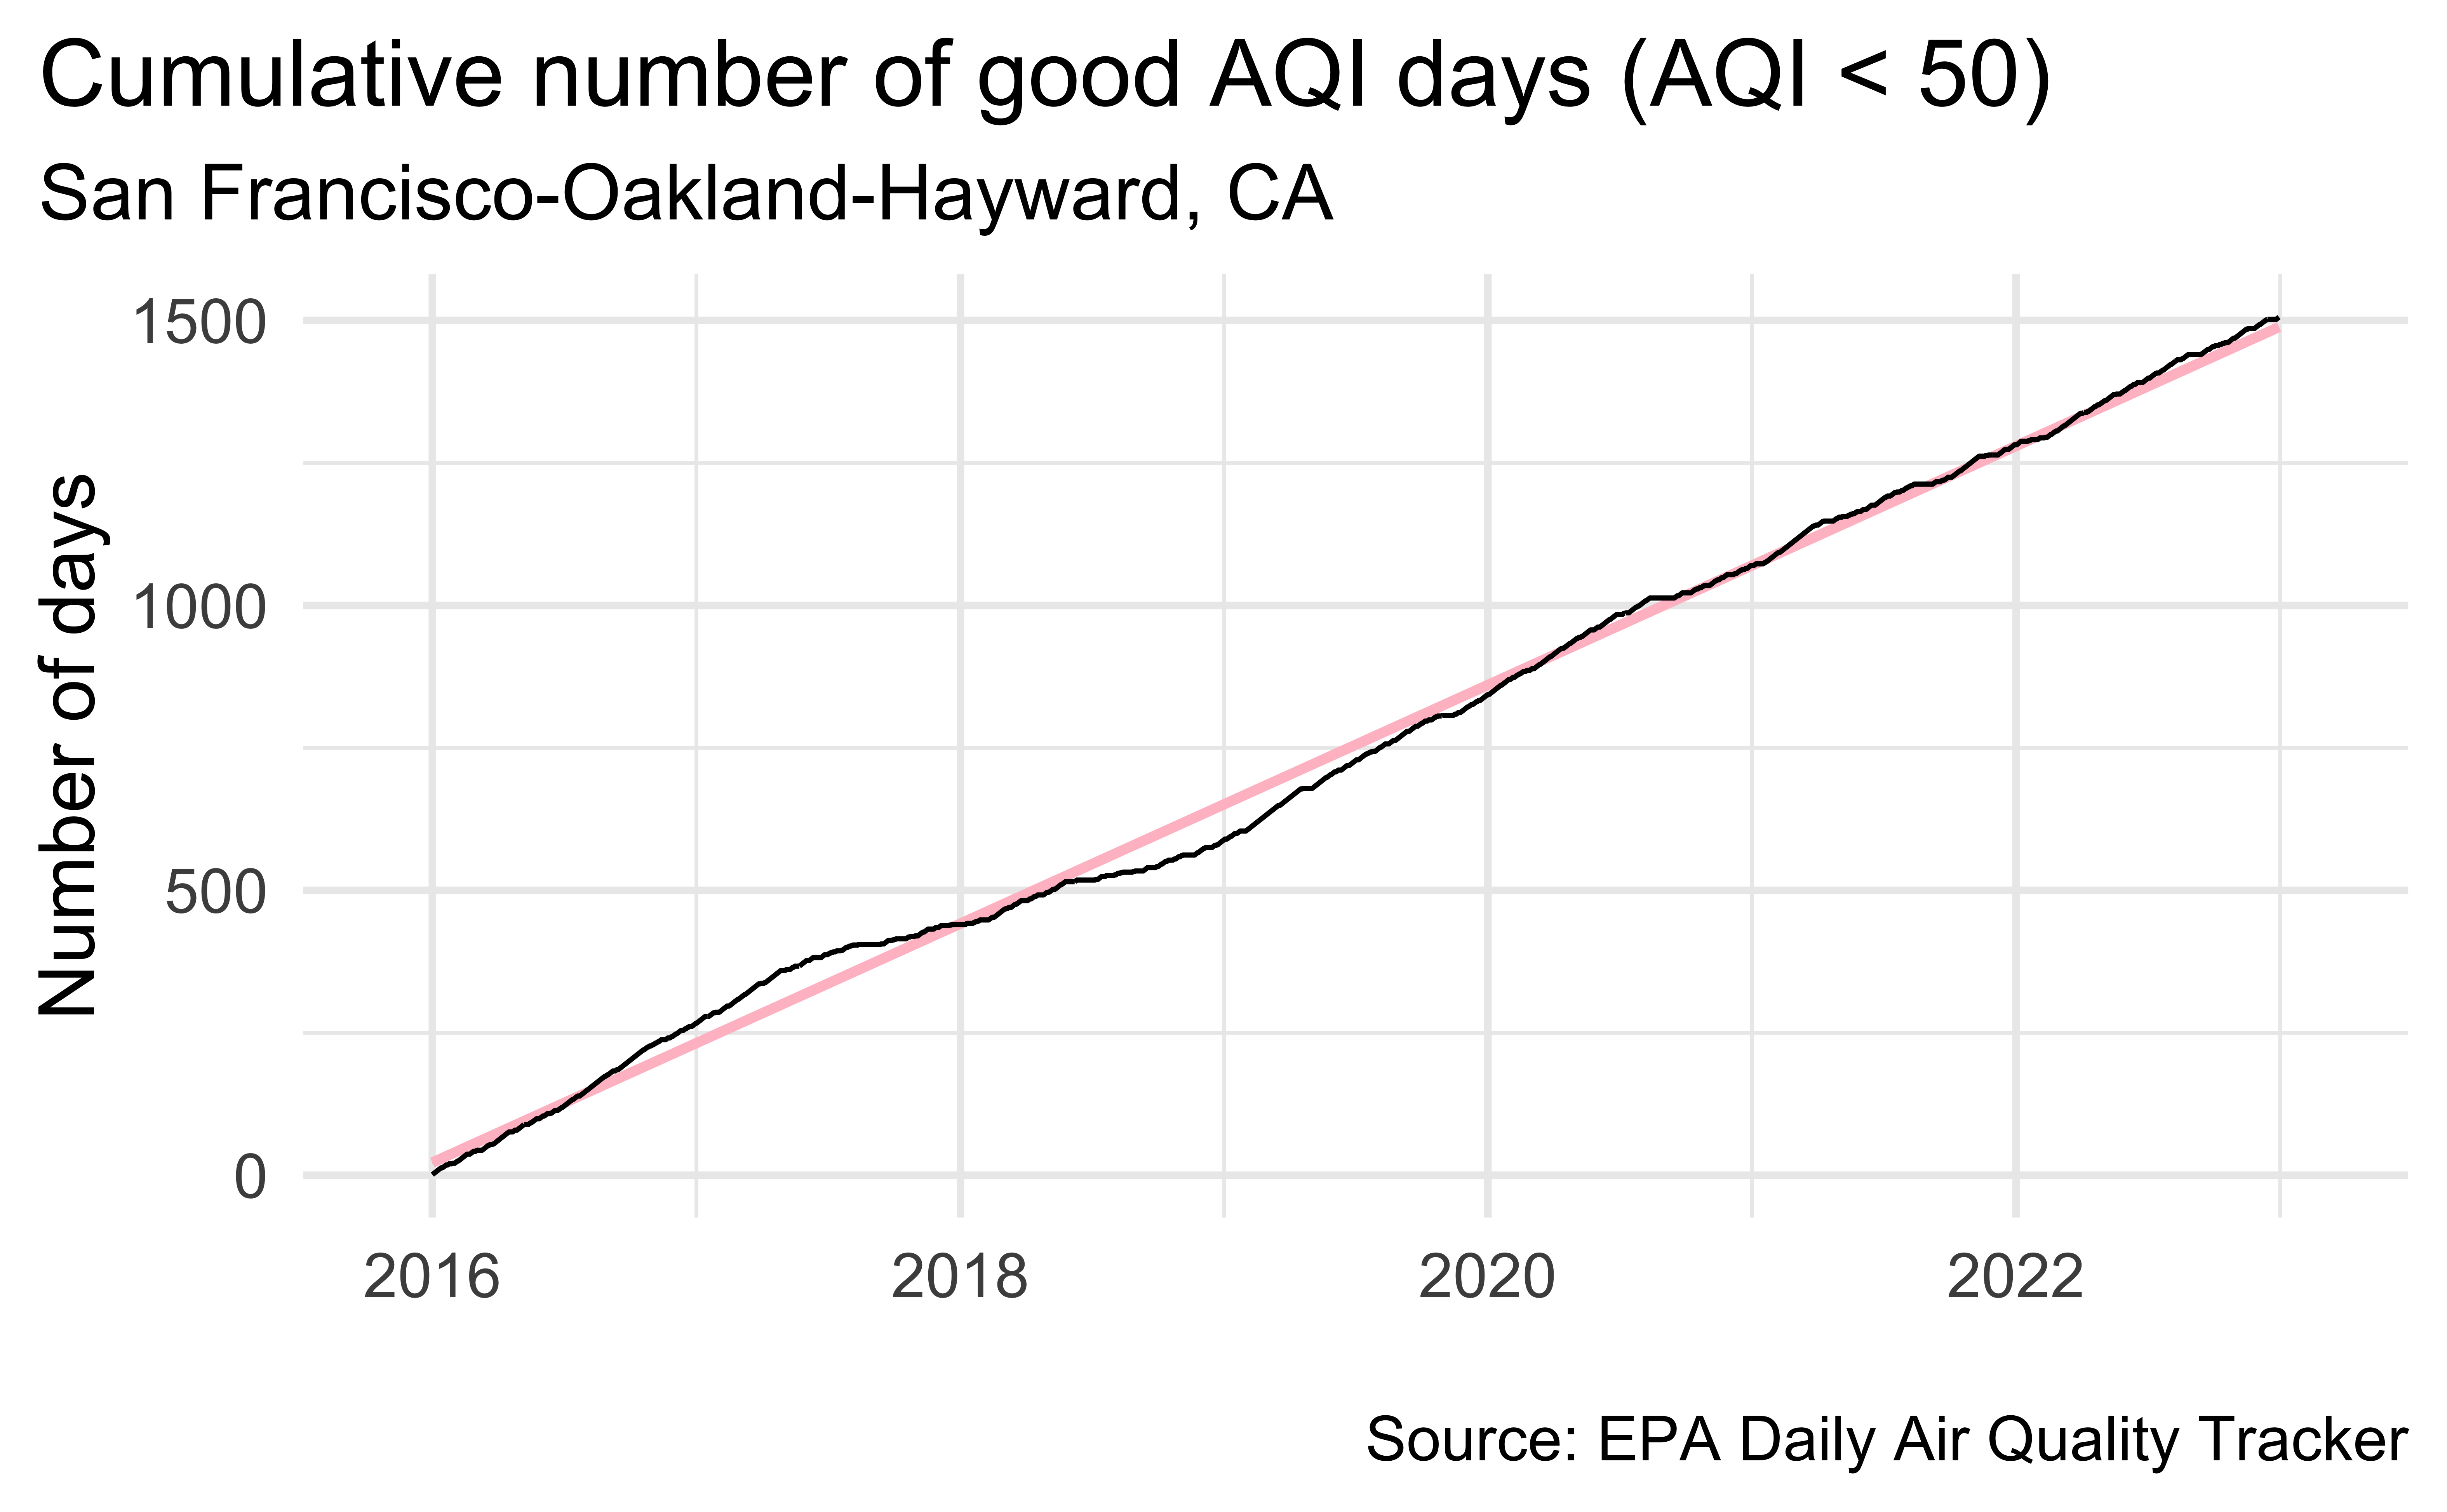 Cumulative number of good AQI days (AQI < 50)
San Francisco-Oakland-Hayward, CA
Number of days
1500
1000
500
0
2016 2018 2020 2022
Source: EPA Daily Air Quality Tracker